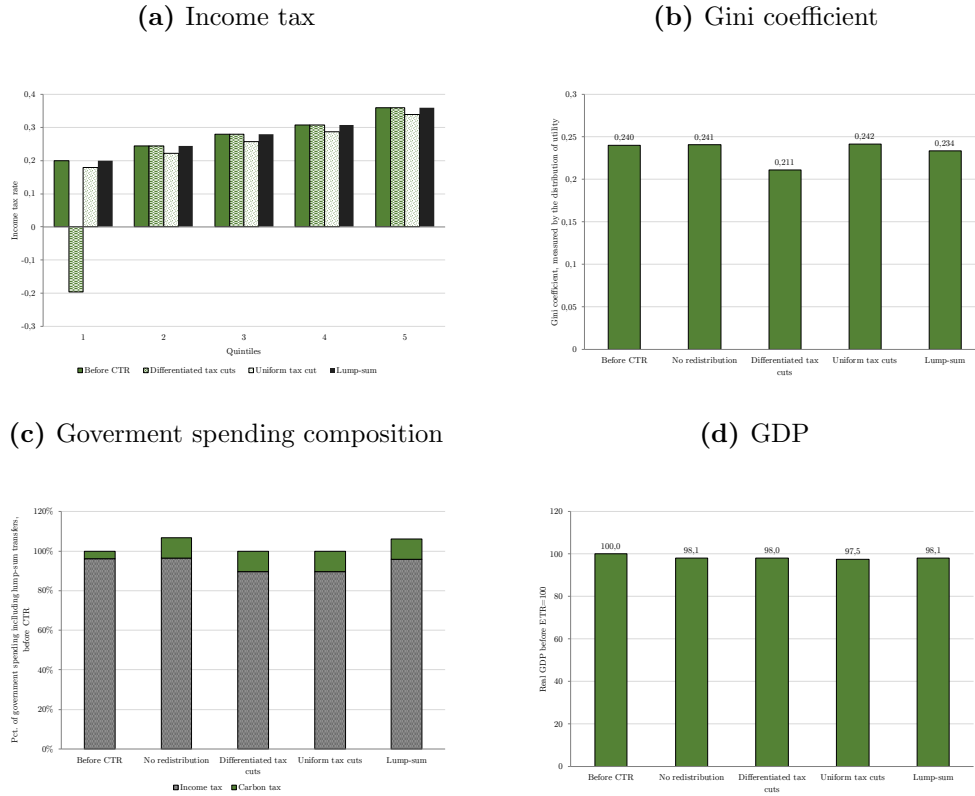 (a) Income tax
Income tax rate
0,4
0,3
0,2
0,1
0
-0,1
-0,2
-0,3
1 2 3 4 5
Quintiles
Before CTR Differentiated tax cuts Uniform tax cut Lump-sum
(b) Gini coefficient
Gini coefficient, measured by the distribution of utility
0,3
0,25
0,2
0,15
0,1
0,05
0
0,240 0,241 0,211 0,242 0,234
Before CTR No redistribution Differentiated tax Uniform tax cuts Lump-sum
cuts
(c) Goverment spending composition
Pct. of government spending inclluding lump-sum transfers,
before CTR
120%
100%
80%
60%
40%
20%
0%
Before CTR No redistribution Differentiated tax Uniform tax cuts Lump-sum
cuts
Income tax Carbon tax
(d) GDP
Real GDP before ETR=100
120
100
80
60
40
20
0
100,0 98,1 98,0 97,5 98,1
Before CTR No redistribution Differentiated tax Uniform tax cuts Lump-sum
cuts